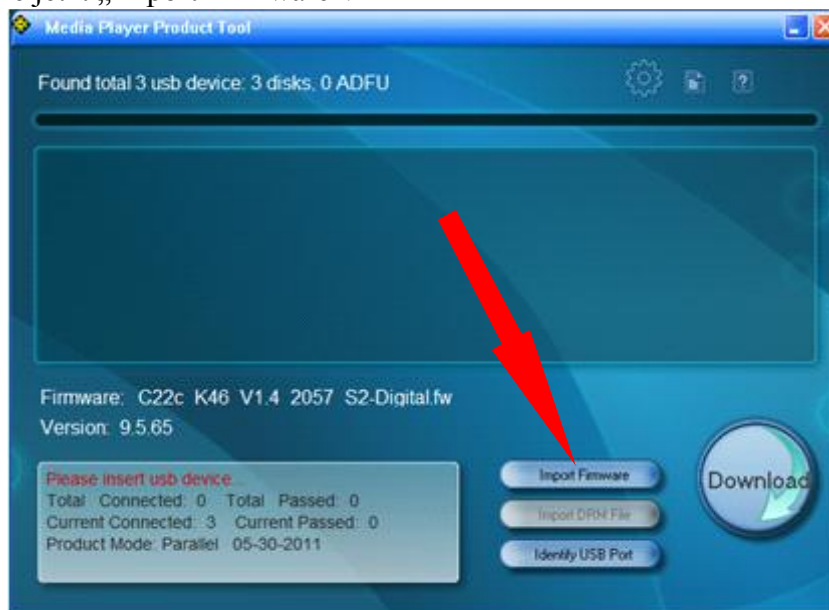 Media Player Product Tool
Found total 3 usb device: 3 disks, 0 ADFU
Firmware: C22c K46 V1.4 2057 S2-Digital.fw
Version: 9.5.65
Please insert usb device...
Total Connected: 0 Total Passed: 0
Current Connected: 3 Current Passed: 0
Product Mode: Parallel 05-30-2011
Import Firmware
Import DRM File
Identify USB Port
Download